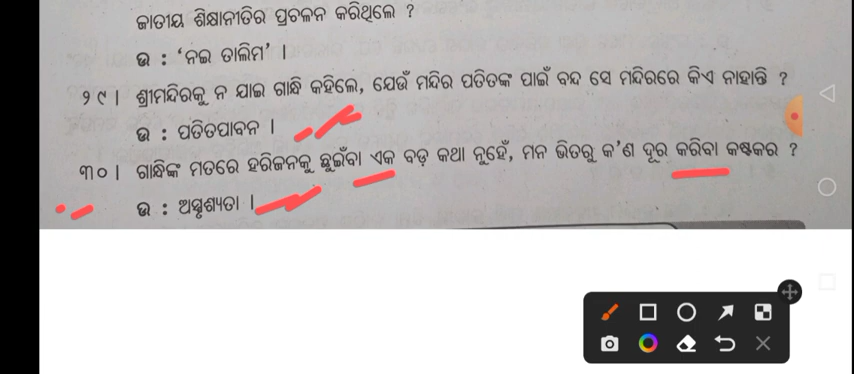 ଜାତୀୟ ଶିକ୍ଷାନୀତିର ପ୍ରଚଳନ କରିଥିଲେ ?
ଉ : ‘ନଇ ତାଲିମ’ ।
୨୯। ଶ୍ରୀମନ୍ଦିରକୁ ନ ଯାଇ ଗାନ୍ଧି କହିଲେ, ଯେଉଁ ମନ୍ଦିର ପତିତଙ୍କ ପାଇଁ ବନ୍ଦ ସେ ମନ୍ଦିରରେ କିଏ ନାହାନ୍ତି ?
ଉ : ପତିତପାବନ ।
୩୦। ଗାନ୍ଧିଙ୍କ ମତରେ ହରିଜନକୁ ଛୁଇଁବା ଏକ ବଡ଼ କଥା ନୁହେଁ, ମନ ଭିତରୁ କ’ଣ ଦୂର କରିବା କଷ୍ଟକର ?
ଉ : ଅସ୍ପୃଶ୍ୟତା ।